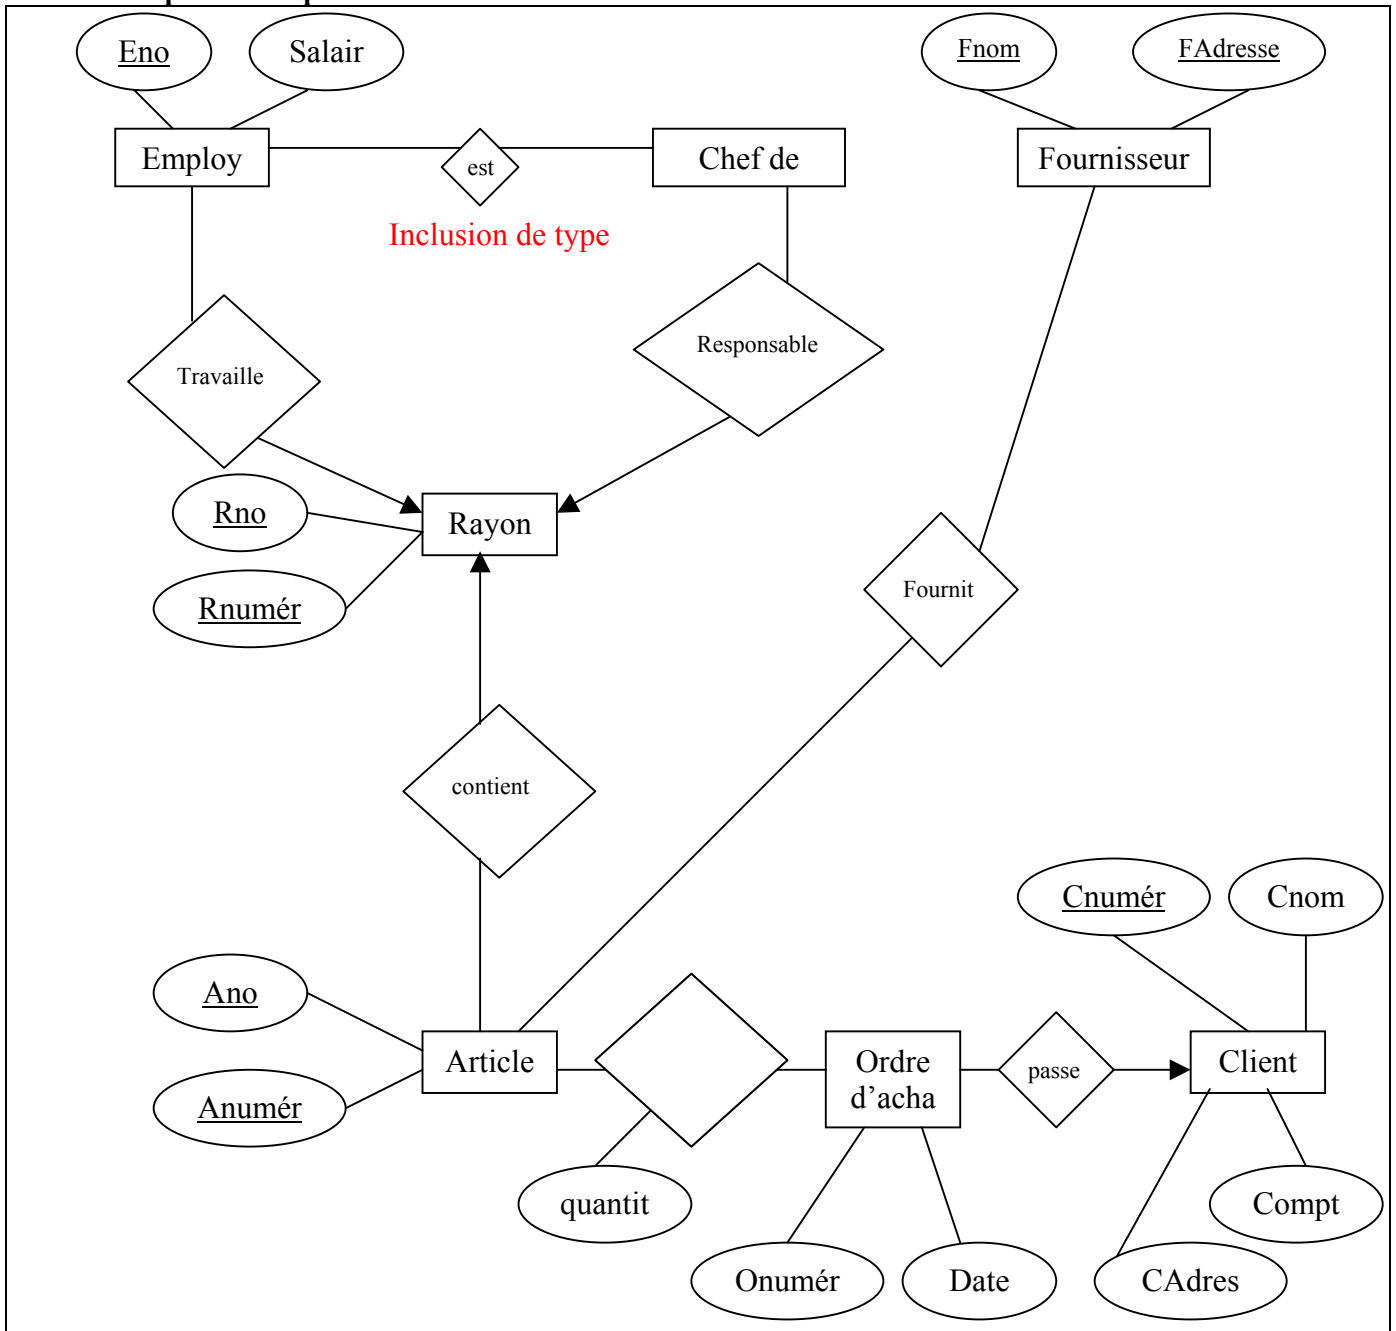 Eno
Salair
Fnom
FAdresse
Employ
est
Chef de
Fournisseur
Inclusion de type
Travaille
Responsable
Rno
Rayon
Rnumér
Fournit
contient
Cnumér
Cnom
Ano
Article
Ordre
d’acha
passe
Client
Anumér
quantit
Compt
Onumér
Date
CAdres